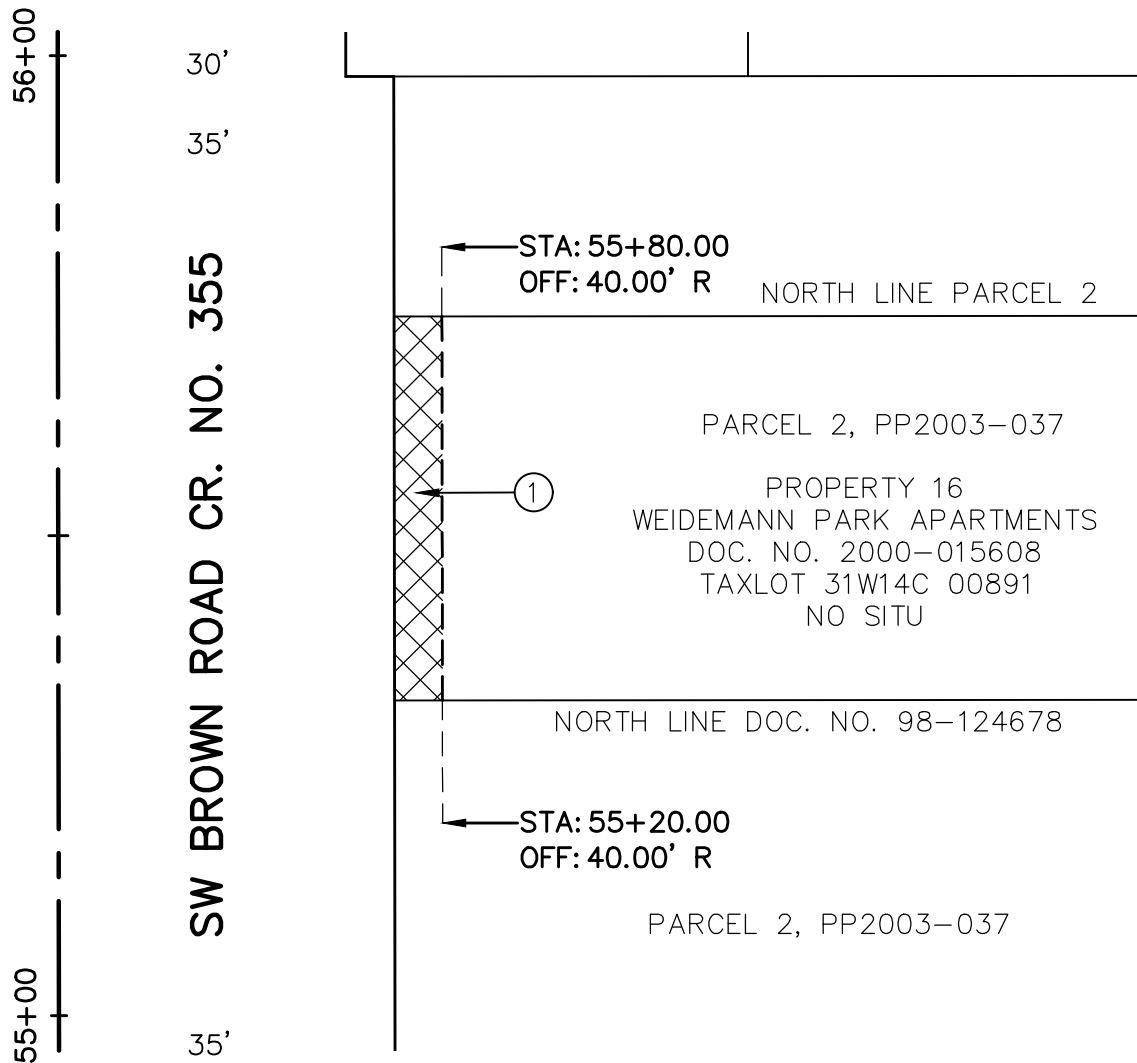 56+00
30'
35'
STA: 55+80.00
OFF: 40.00' R
NORTH LINE PARCEL 2
SW BROWN ROAD CR. NO. 355
PARCEL 2, PP2003-037
1
PROPERTY 16
WEIDEMANN PARK APARTMENTS
DOC. NO. 2000-015608
TAXLOT 31W14C 00891
NO SITU
NORTH LINE DOC. NO. 98-124678
STA: 55+20.00
OFF: 40.00' R
PARCEL 2, PP2003-037
55+00
35'